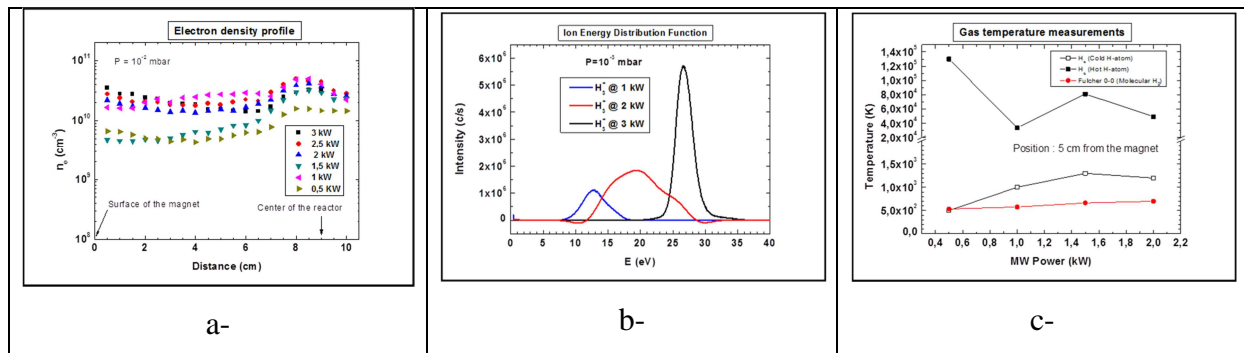 Electron density profile
10¹¹
P = 10⁻² mbar
10¹⁰
nₑ (cm⁻³)
3 kW
2.5 kW
2 kW
1,5 kW
1 kW
0,5 KW
10⁹
Surface of the magnet
Center of the reactor
10⁸
0 2 4 6 8 10
Distance (cm)
a-
Ion Energy Distribution Function
P=10⁻³ mbar
6x10⁶
H₃⁺ @ 1 kW
5x10⁶
H₃⁺ @ 2 kW
4x10⁶
H₃⁺ @ 3 kW
3x10⁶
2x10⁶
1x10⁶
0
Intensity (c/s)
0 5 10 15 20 25 30 35 40
E (eV)
b-
Gas temperature measurements
1,4x10⁵
Hα (Cold H-atom)
1,2x10⁵
Hα (Hot H-atom)
1,0x10⁵
Fulcher 0-0 (Molecular H₂)
8,0x10⁴
6,0x10⁴
4,0x10⁴
2,0x10⁴
Position : 5 cm from the magnet
1,5x10³
1,0x10³
5,0x10²
0,0
Temperature (K)
0,4 0,6 0,8 1,0 1,2 1,4 1,6 1,8 2,0 2,2
MW Power (kW)
c-